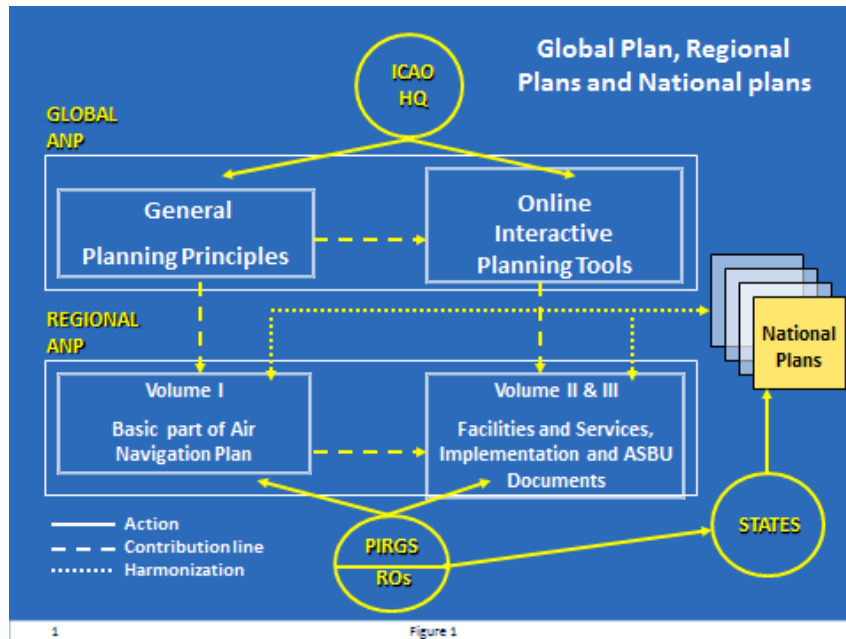 Global Plan, Regional
Plans and National plans
ICAO
HQ
GLOBAL
ANP
General
Planning Principles
Online
Interactive
Planning Tools
REGIONAL
ANP
National
Plans
Volume I
Basic part of Air
Navigation Plan
Volume II & III
Facilities and Services,
Implementation and ASBU
Documents
Action
Contribution line
Harmonization
PIRGS
ROs
STATES
1
Figure 1